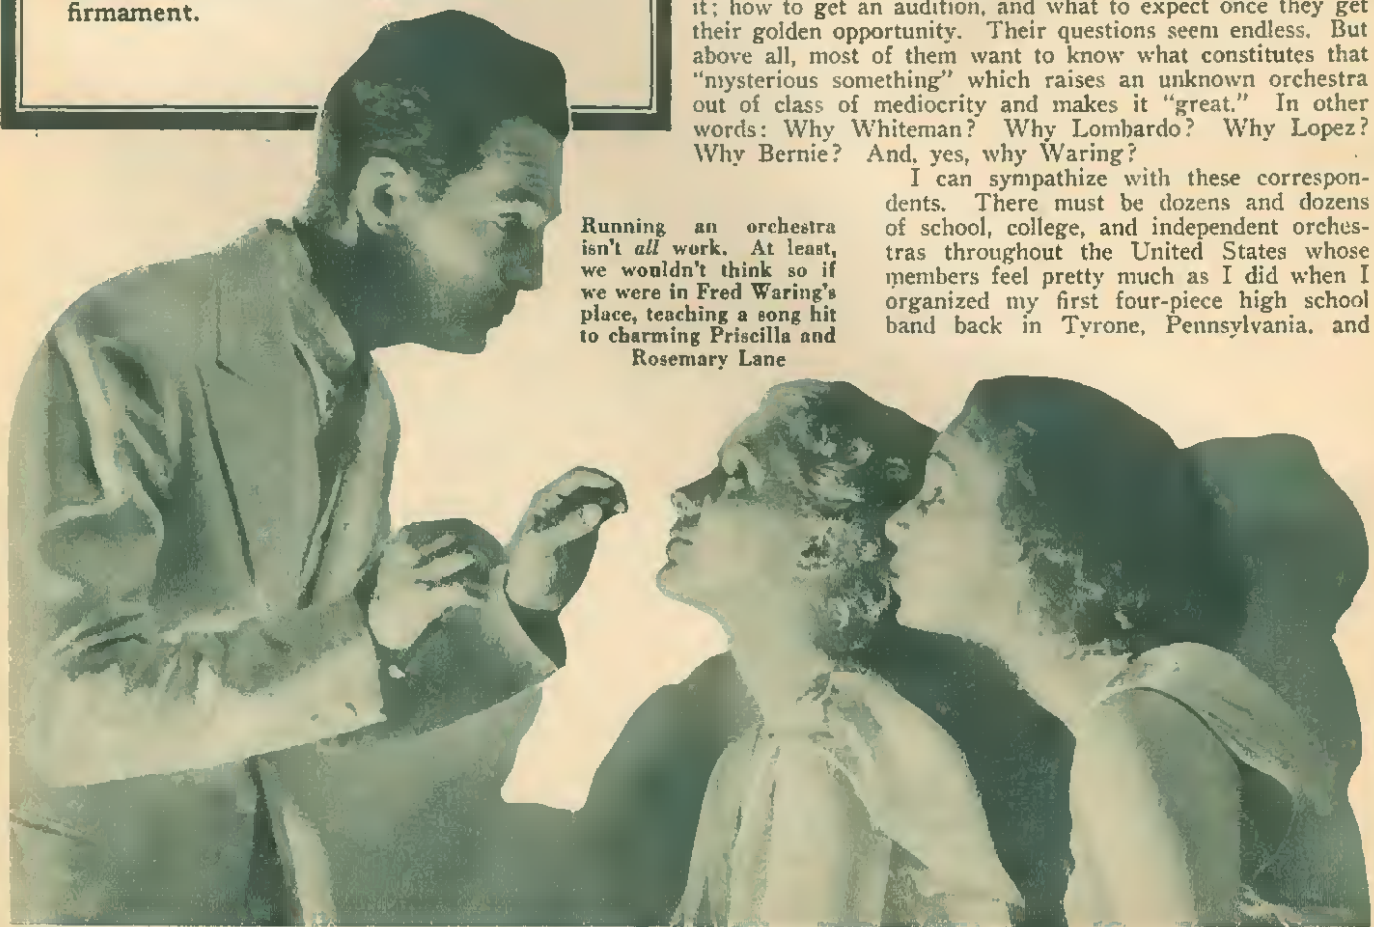 firmament.
it; how to get an audition, and what to expect once they get
their golden opportunity. Their questions seem endless. But
above all, most of them want to know what constitutes that
"mysterious something" which raises an unknown orchestra
out of class of mediocrity and makes it "great." In other
words: Why Whiteman? Why Lombardo? Why Lopez?
Why Bernie? And, yes, why Waring?
I can sympathize with these correspon-
dents. There must be dozens and dozens
of school, college, and independent orches-
tras throughout the United States whose
members feel pretty much as I did when I
organized my first four-piece high school
band back in Tyrone, Pennsylvania. and
Running an orchestra
isn't all work. At least,
we wouldn't think so if
we were in Fred Waring's
place, teaching a song hit
to charming Priscilla and
Rosemary Lane